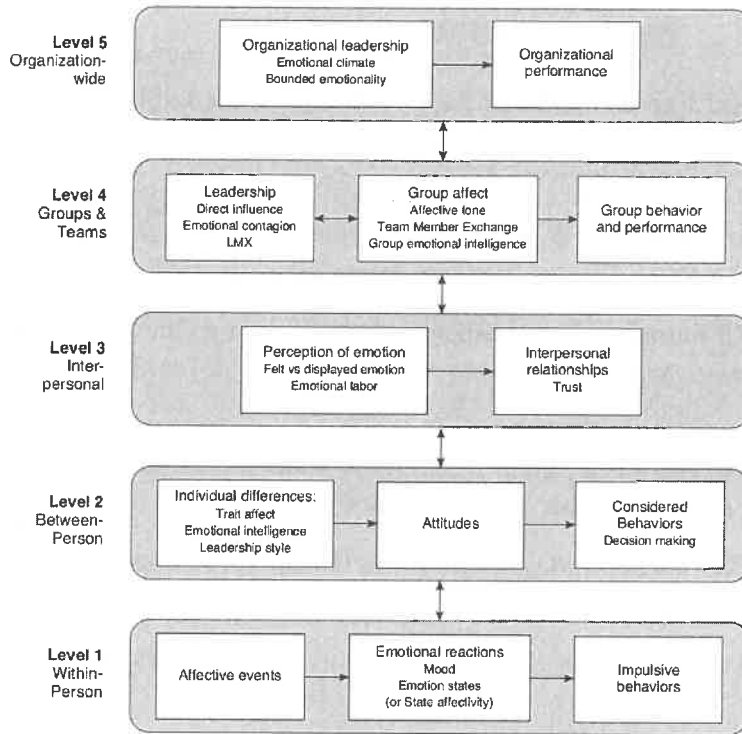 Level 5
Organization-
wide
Organizational leadership
Emotional climate
Bounded emotionality
Organizational
performance
Level 4
Groups &
Teams
Leadership
Direct influence
Emotional contagion
LMX
Group affect
Affective tone
Team Member Exchange
Group emotional intelligence
Group behavior
and performance
Level 3
Inter-
personal
Perception of emotion
Felt vs displayed emotion
Emotional labor
Interpersonal
relationships
Trust
Level 2
Between-
Person
Individual differences:
Trait affect
Emotional intelligence
Leadership style
Attitudes
Considered
Behaviors
Decision making
Level 1
Within-
Person
Affective events
Emotional reactions
Mood
Emotion states
(or State affectivity)
Impulsive
behaviors